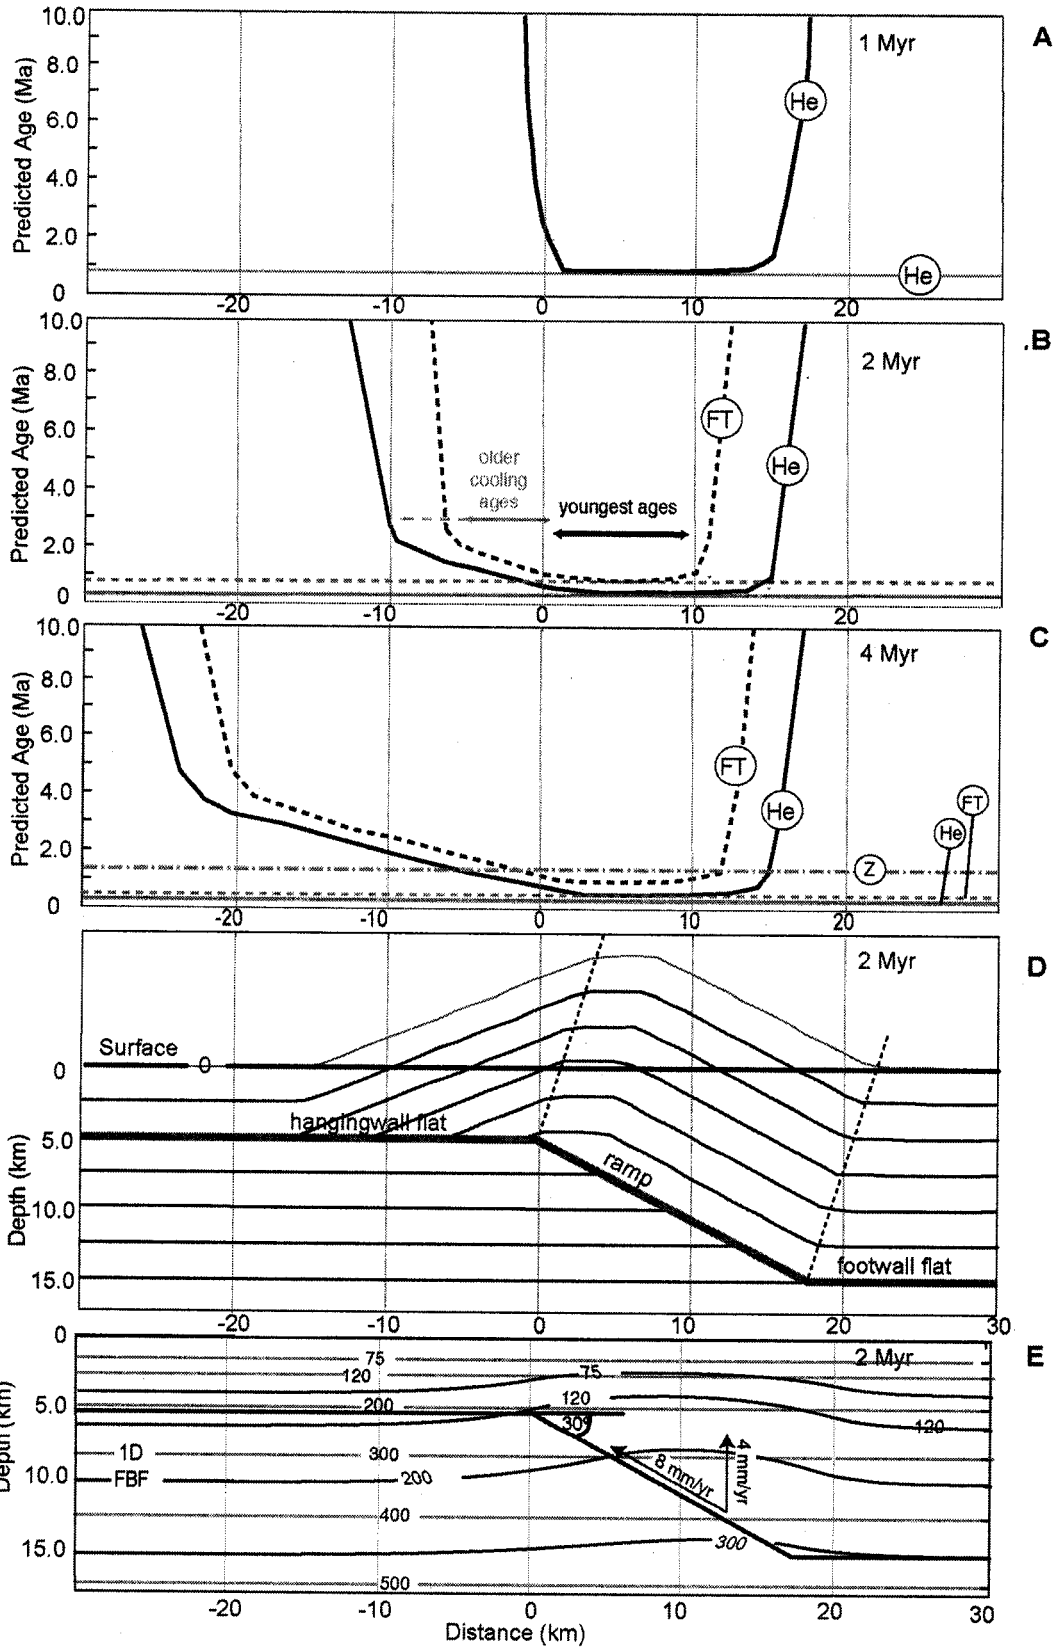 A
1 Myr
Predicted Age (Ma)
10.0
8.0
6.0
4.0
2.0
0
He
He
-20 -10 0 10 20
.B
2 Myr
Predicted Age (Ma)
10.0
8.0
6.0
4.0
2.0
0
FT
He
older
cooling
ages
youngest ages
-20 -10 0 10 20
C
4 Myr
Predicted Age (Ma)
10.0
8.0
6.0
4.0
2.0
0
FT
He
He
FT
Z
-20 -10 0 10 20
D
2 Myr
Depth (km)
Surface 0
0
5.0
10.0
15.0
hangingwall flat
ramp
footwall flat
-20 -10 0 10 20 30
E
2 Myr
Depth (km)
0
5.0
10.0
15.0
75
120
200
75
120
30°
120
1D
FBF
300
200
8 mm/yr
4 mm/yr
400
300
500
-20 -10 0 10 20 30
Distance (km)